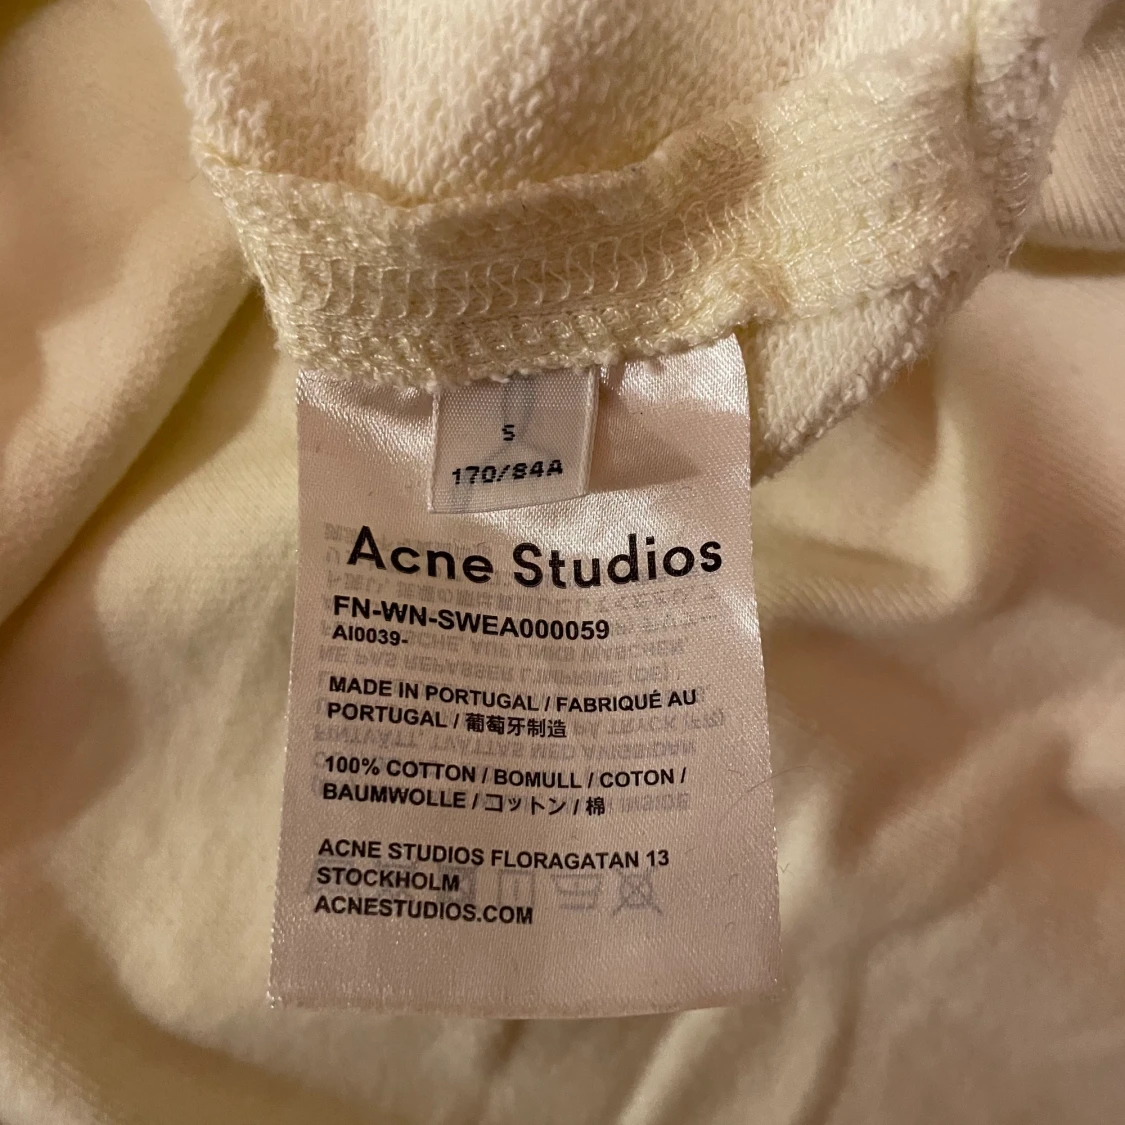 S
170/84A
Acne Studios
FN-WN-SWEA000059
AI0039-
MADE IN PORTUGAL / FABRIQUÉ AU
PORTUGAL / 葡萄牙制造
100% COTTON / BOMULL / COTON /
BAUMWOLLE / コットン / 棉
ACNE STUDIOS FLORAGATAN 13
STOCKHOLM
ACNESTUDIOS.COM